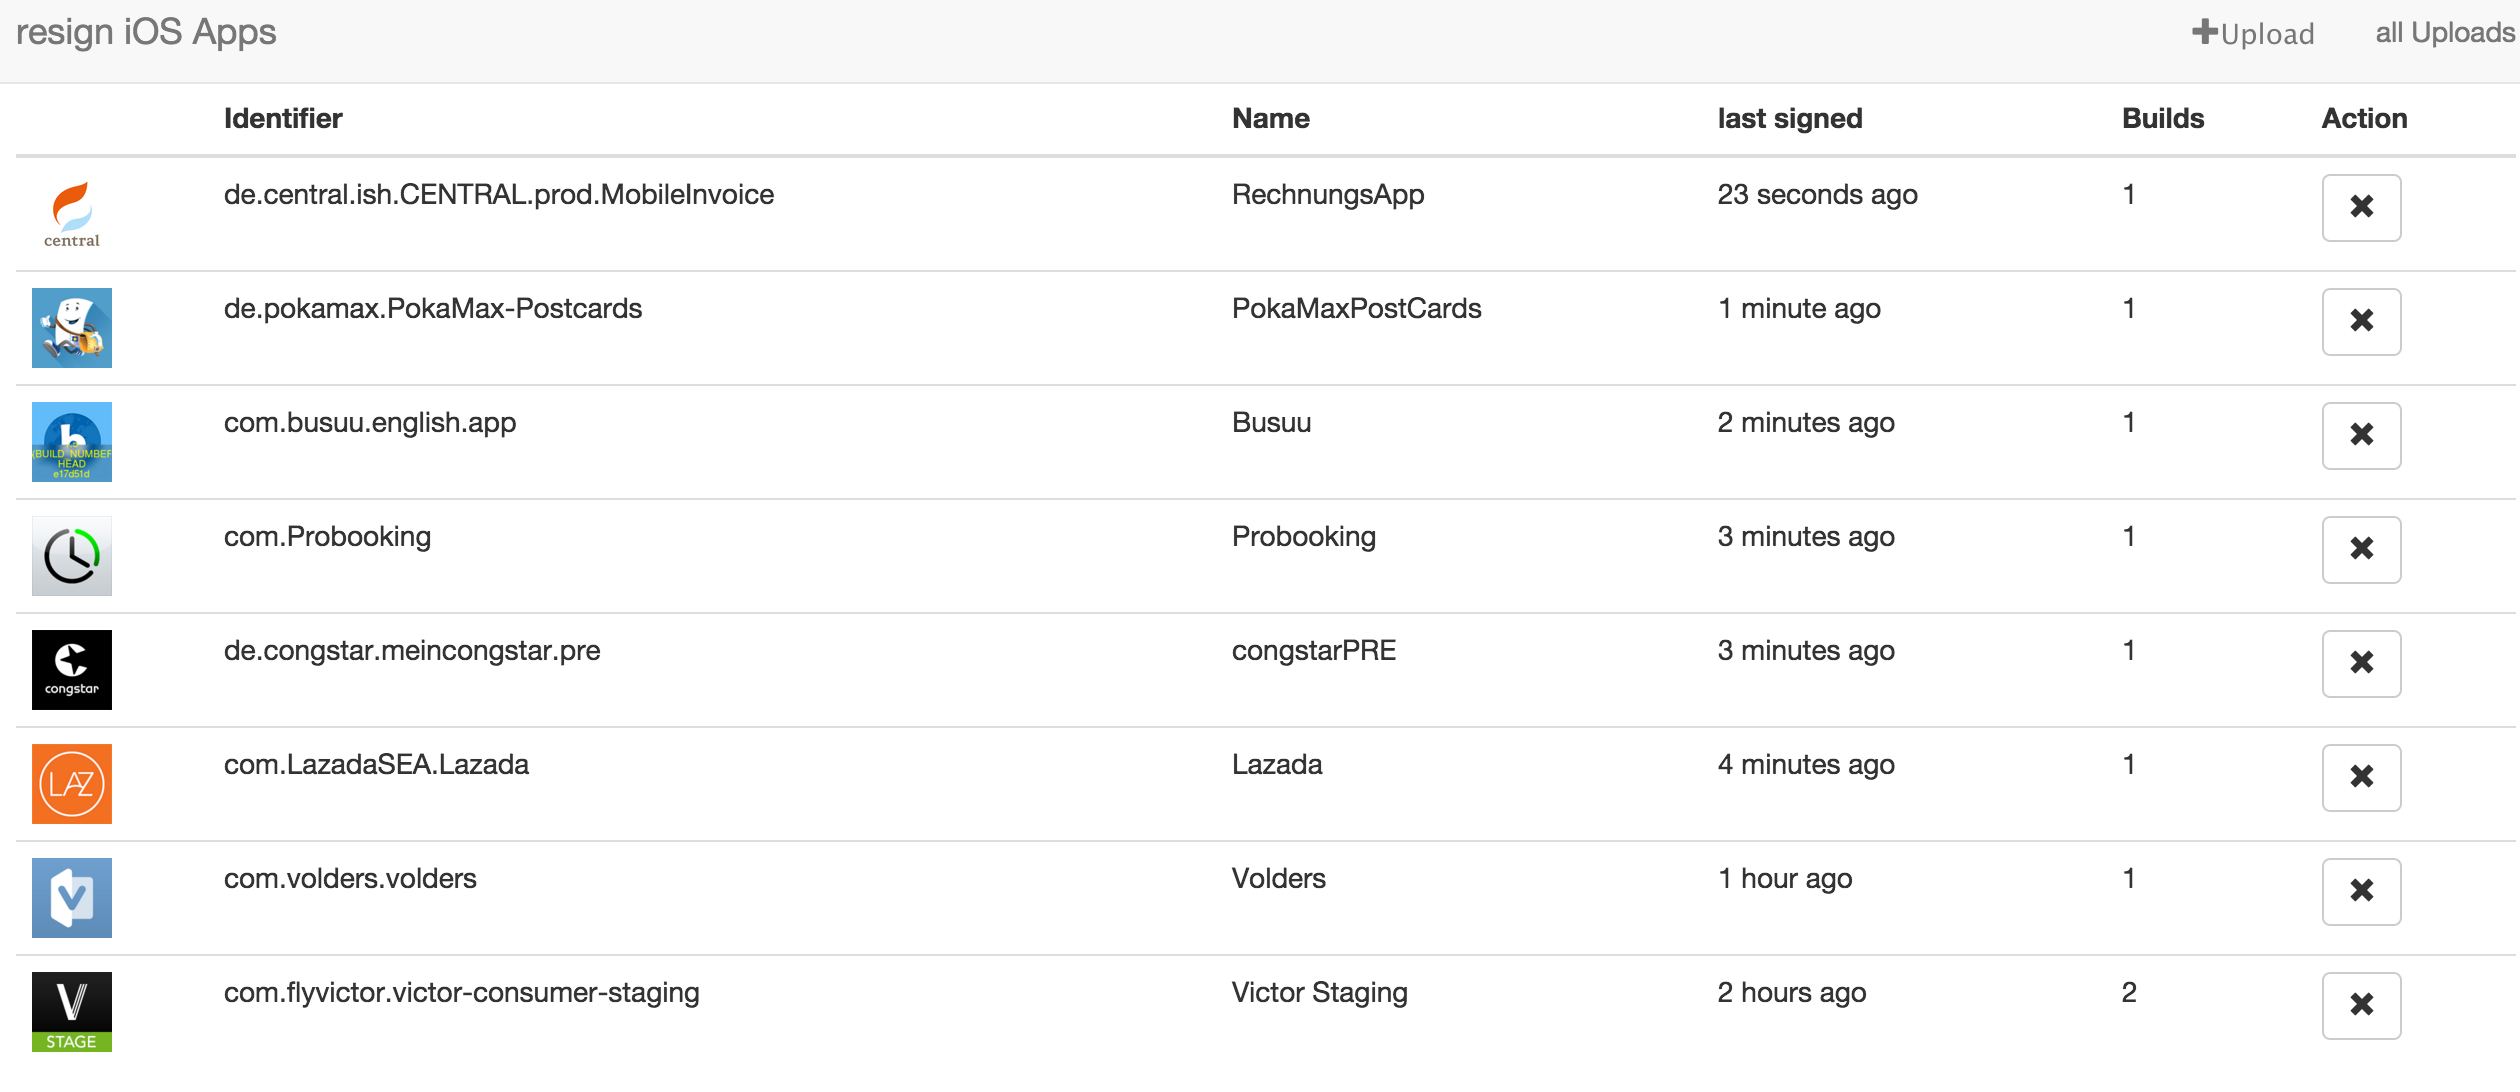 resign iOS Apps Upload all Uploads
Identifier Name last signed Builds Action
de.central.ish.CENTRAL.prod.MobileInvoice RechnungsApp 23 seconds ago 1
central
de.pokamax.PokaMax-Postcards PokaMaxPostCards 1 minute ago 1
com.busuu.english.app Busuu 2 minutes ago 1
b
(BUILD_NUMBER
HEAD
e17d51d
com.Probooking Probooking 3 minutes ago 1
de.congstar.meincongstar.pre congstarPRE 3 minutes ago 1
congstar
com.LazadaSEA.Lazada Lazada 4 minutes ago 1
LAZ
com.volders.volders Volders 1 hour ago 1
V
com.flyvictor.victor-consumer-staging Victor Staging 2 hours ago 2
V
STAGE